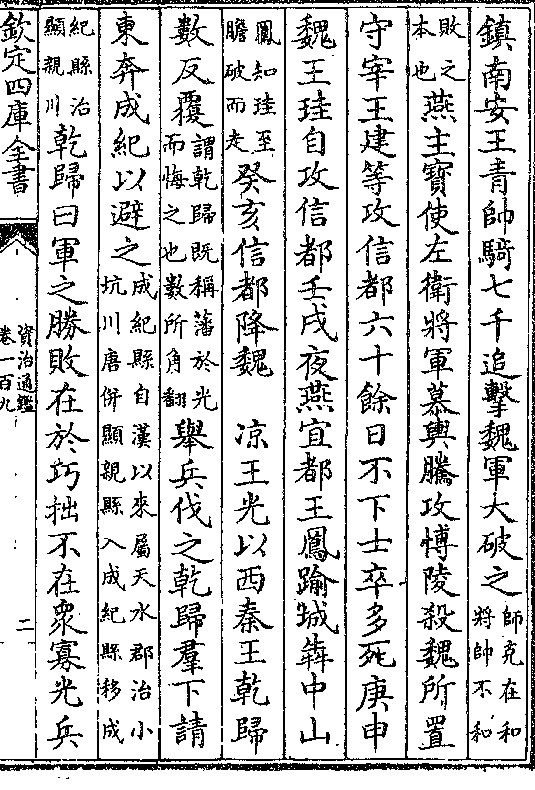 鎮南安王青帥騎七千追擊魏軍大破之師克在和將帥不和
敗之本也燕主寳使左衛將軍慕輿騰攻博陵殺魏所置
守宰王建等攻信都六十餘日不下士卒多死庚申
魏王珪自攻信都壬戌夜燕宜都王鳳踰城奔中山
鳳知珪至膽破而走癸亥信都降魏　涼王光以西秦王乾歸
數反覆謂乾歸既稱藩於光而悔之也數所角翻舉兵伐之乾歸羣下請
東奔成紀以避之成紀縣自漢以來屬天水郡治小坑川唐併顯親縣入成紀縣移成
紀縣治顯親川乾歸曰軍之勝敗在於巧拙不在衆寡光兵
欽定四庫全書
資治通鑑
卷一百九
二